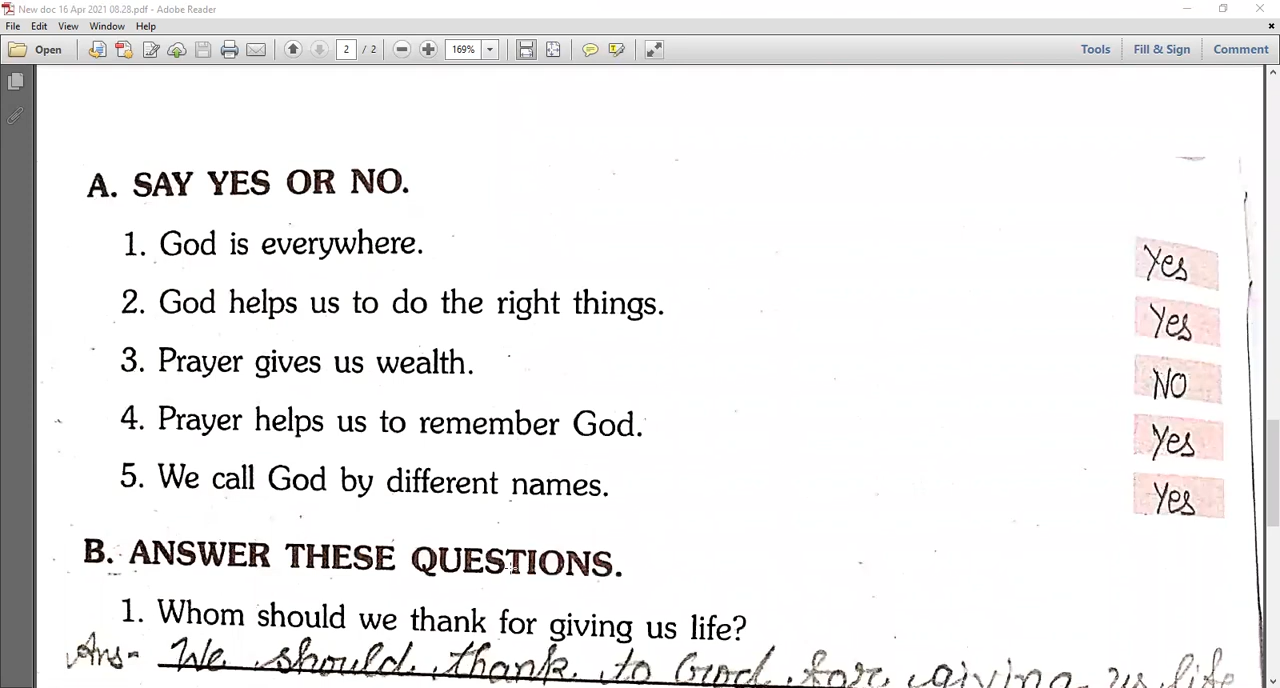 New doc 16 Apr 2021 08.28.pdf - Adobe Reader
File Edit View Window Help
Open 2 / 2 169% Tools Fill & Sign Comment
A. SAY YES OR NO.
1. God is everywhere. Yes
2. God helps us to do the right things. Yes
3. Prayer gives us wealth. NO
4. Prayer helps us to remember God. Yes
5. We call God by different names. Yes
B. ANSWER THESE QUESTIONS.
1. Whom should we thank for giving us life?
Ans- We should thank to God for giving us life